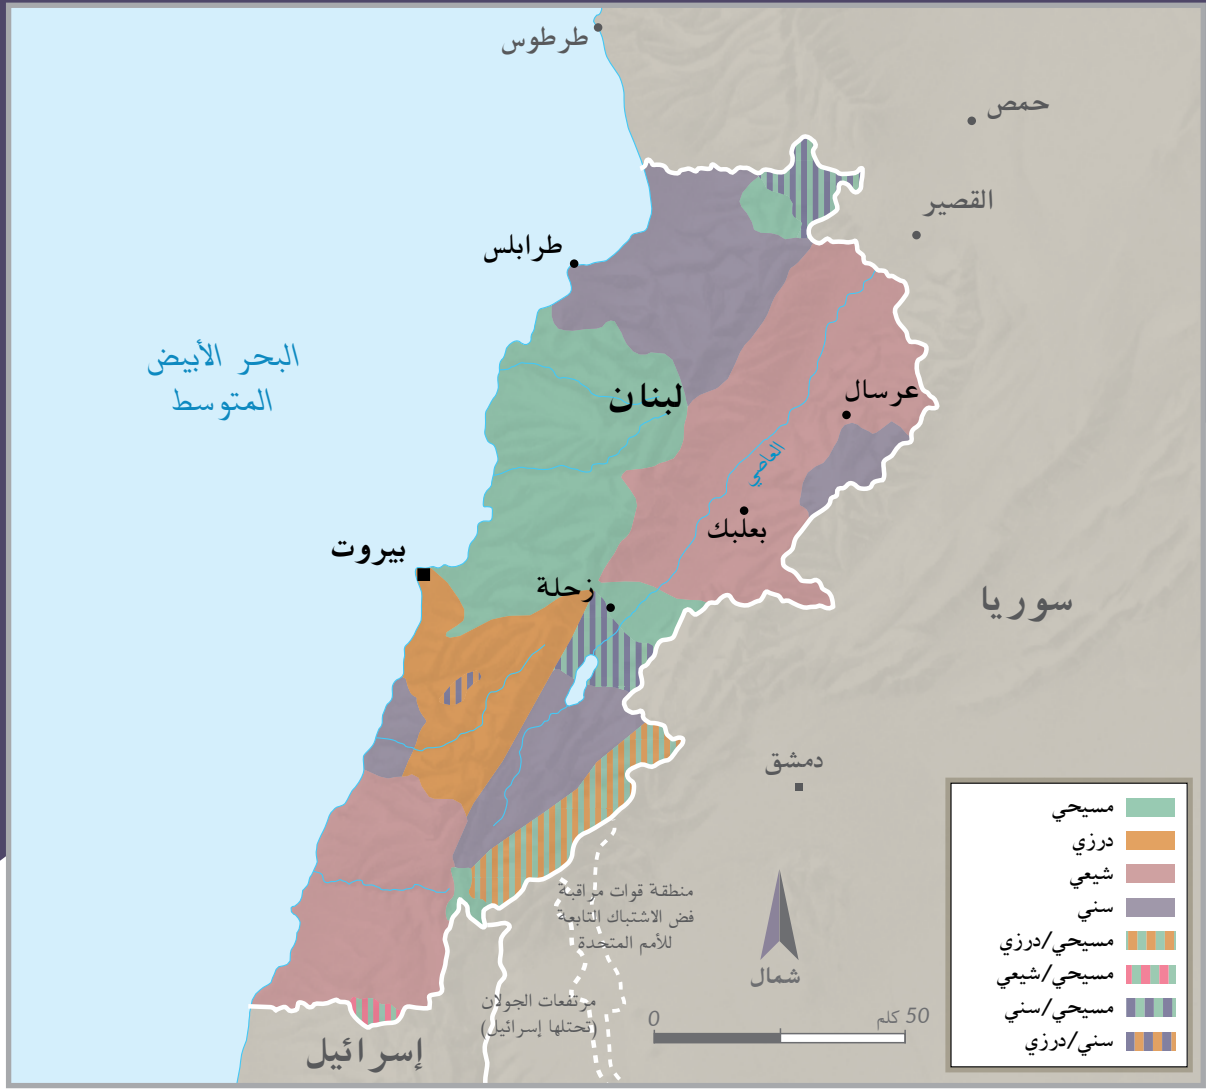 طرطوس
حمص
القصير
طرابلس
البحر الأبيض
المتوسط
لبنان
عرسال
العاصي
بعلبك
بيروت
زحلة
سوريا
دمشق
منطقة قوات مراقبة
فض الاشتباك التابعة
للأمم المتحدة
شمال
مرتفعات الجولان
(تحتلها إسرائيل)
إسرائيل
0
50 كلم
مسيحي
درزي
شيعي
سني
مسيحي/درزي
مسيحي/شيعي
مسيحي/سني
سني/درزي